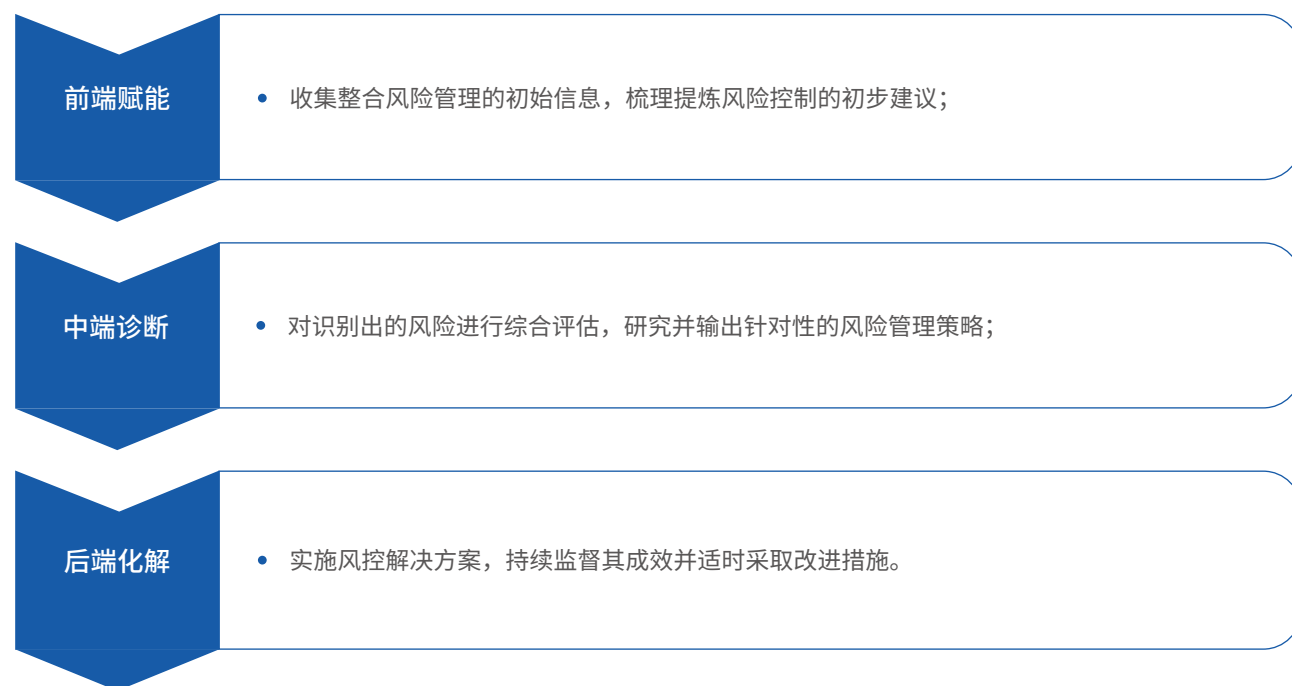 前端赋能
收集整合风险管理的初始信息，梳理提炼风险控制的初步建议；
中端诊断
对识别出的风险进行综合评估，研究并输出针对性的风险管理策略；
后端化解
实施风控解决方案，持续监督其成效并适时采取改进措施。